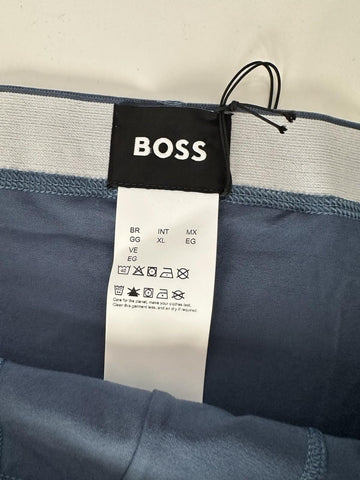 BOSS
BR INT MX
GG XL EG
VE
EG
Care for the planet, make your clothes last.
Clean this garment less, and air dry if required.